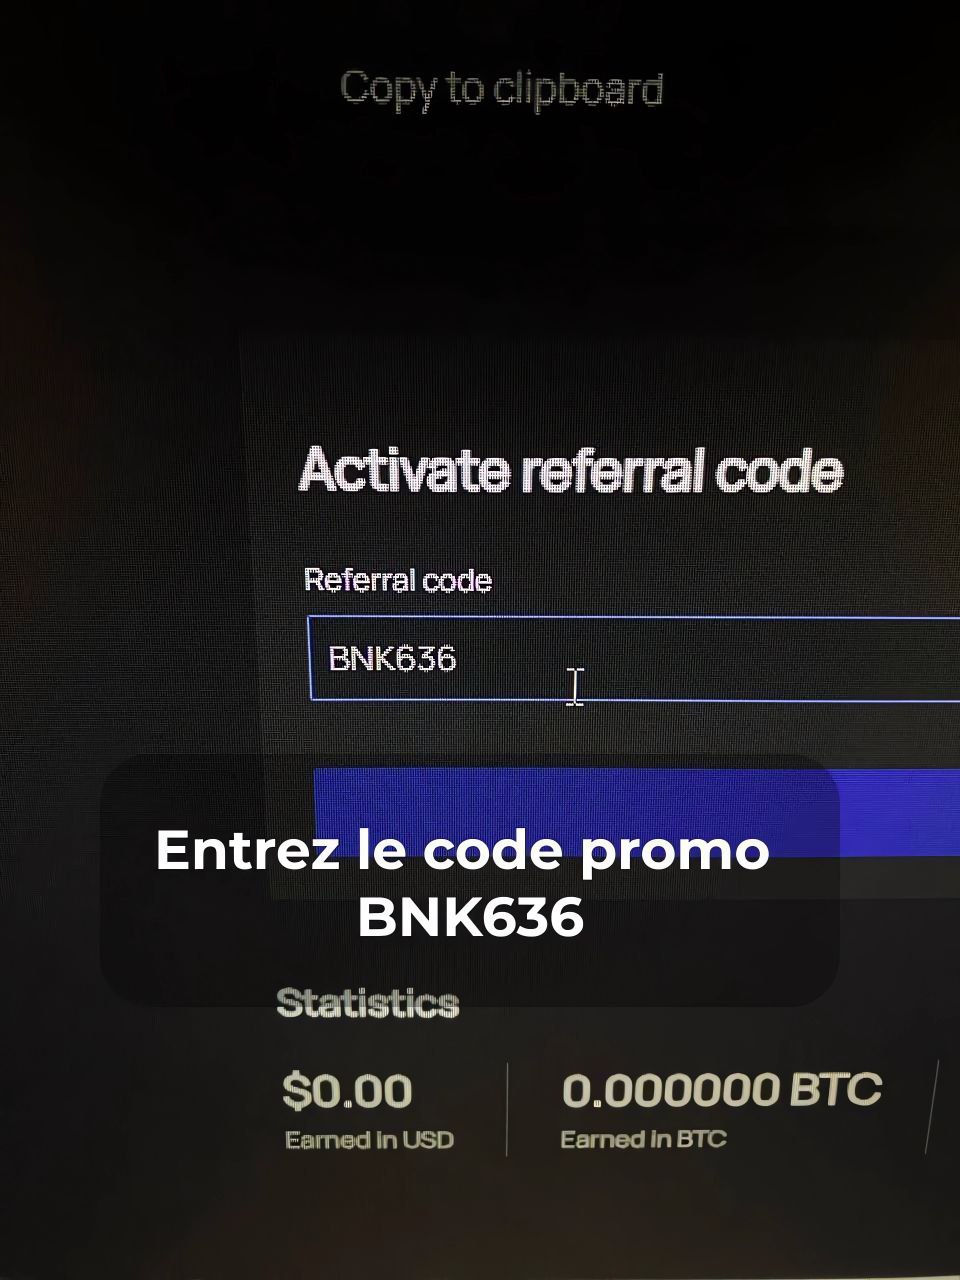 Copy to clipboard
Activate referral code
Referral code
BNK636
Entrez le code promo
BNK636
Statistics
$0.00
0.000000 BTC
Earned in USD
Earned in BTC